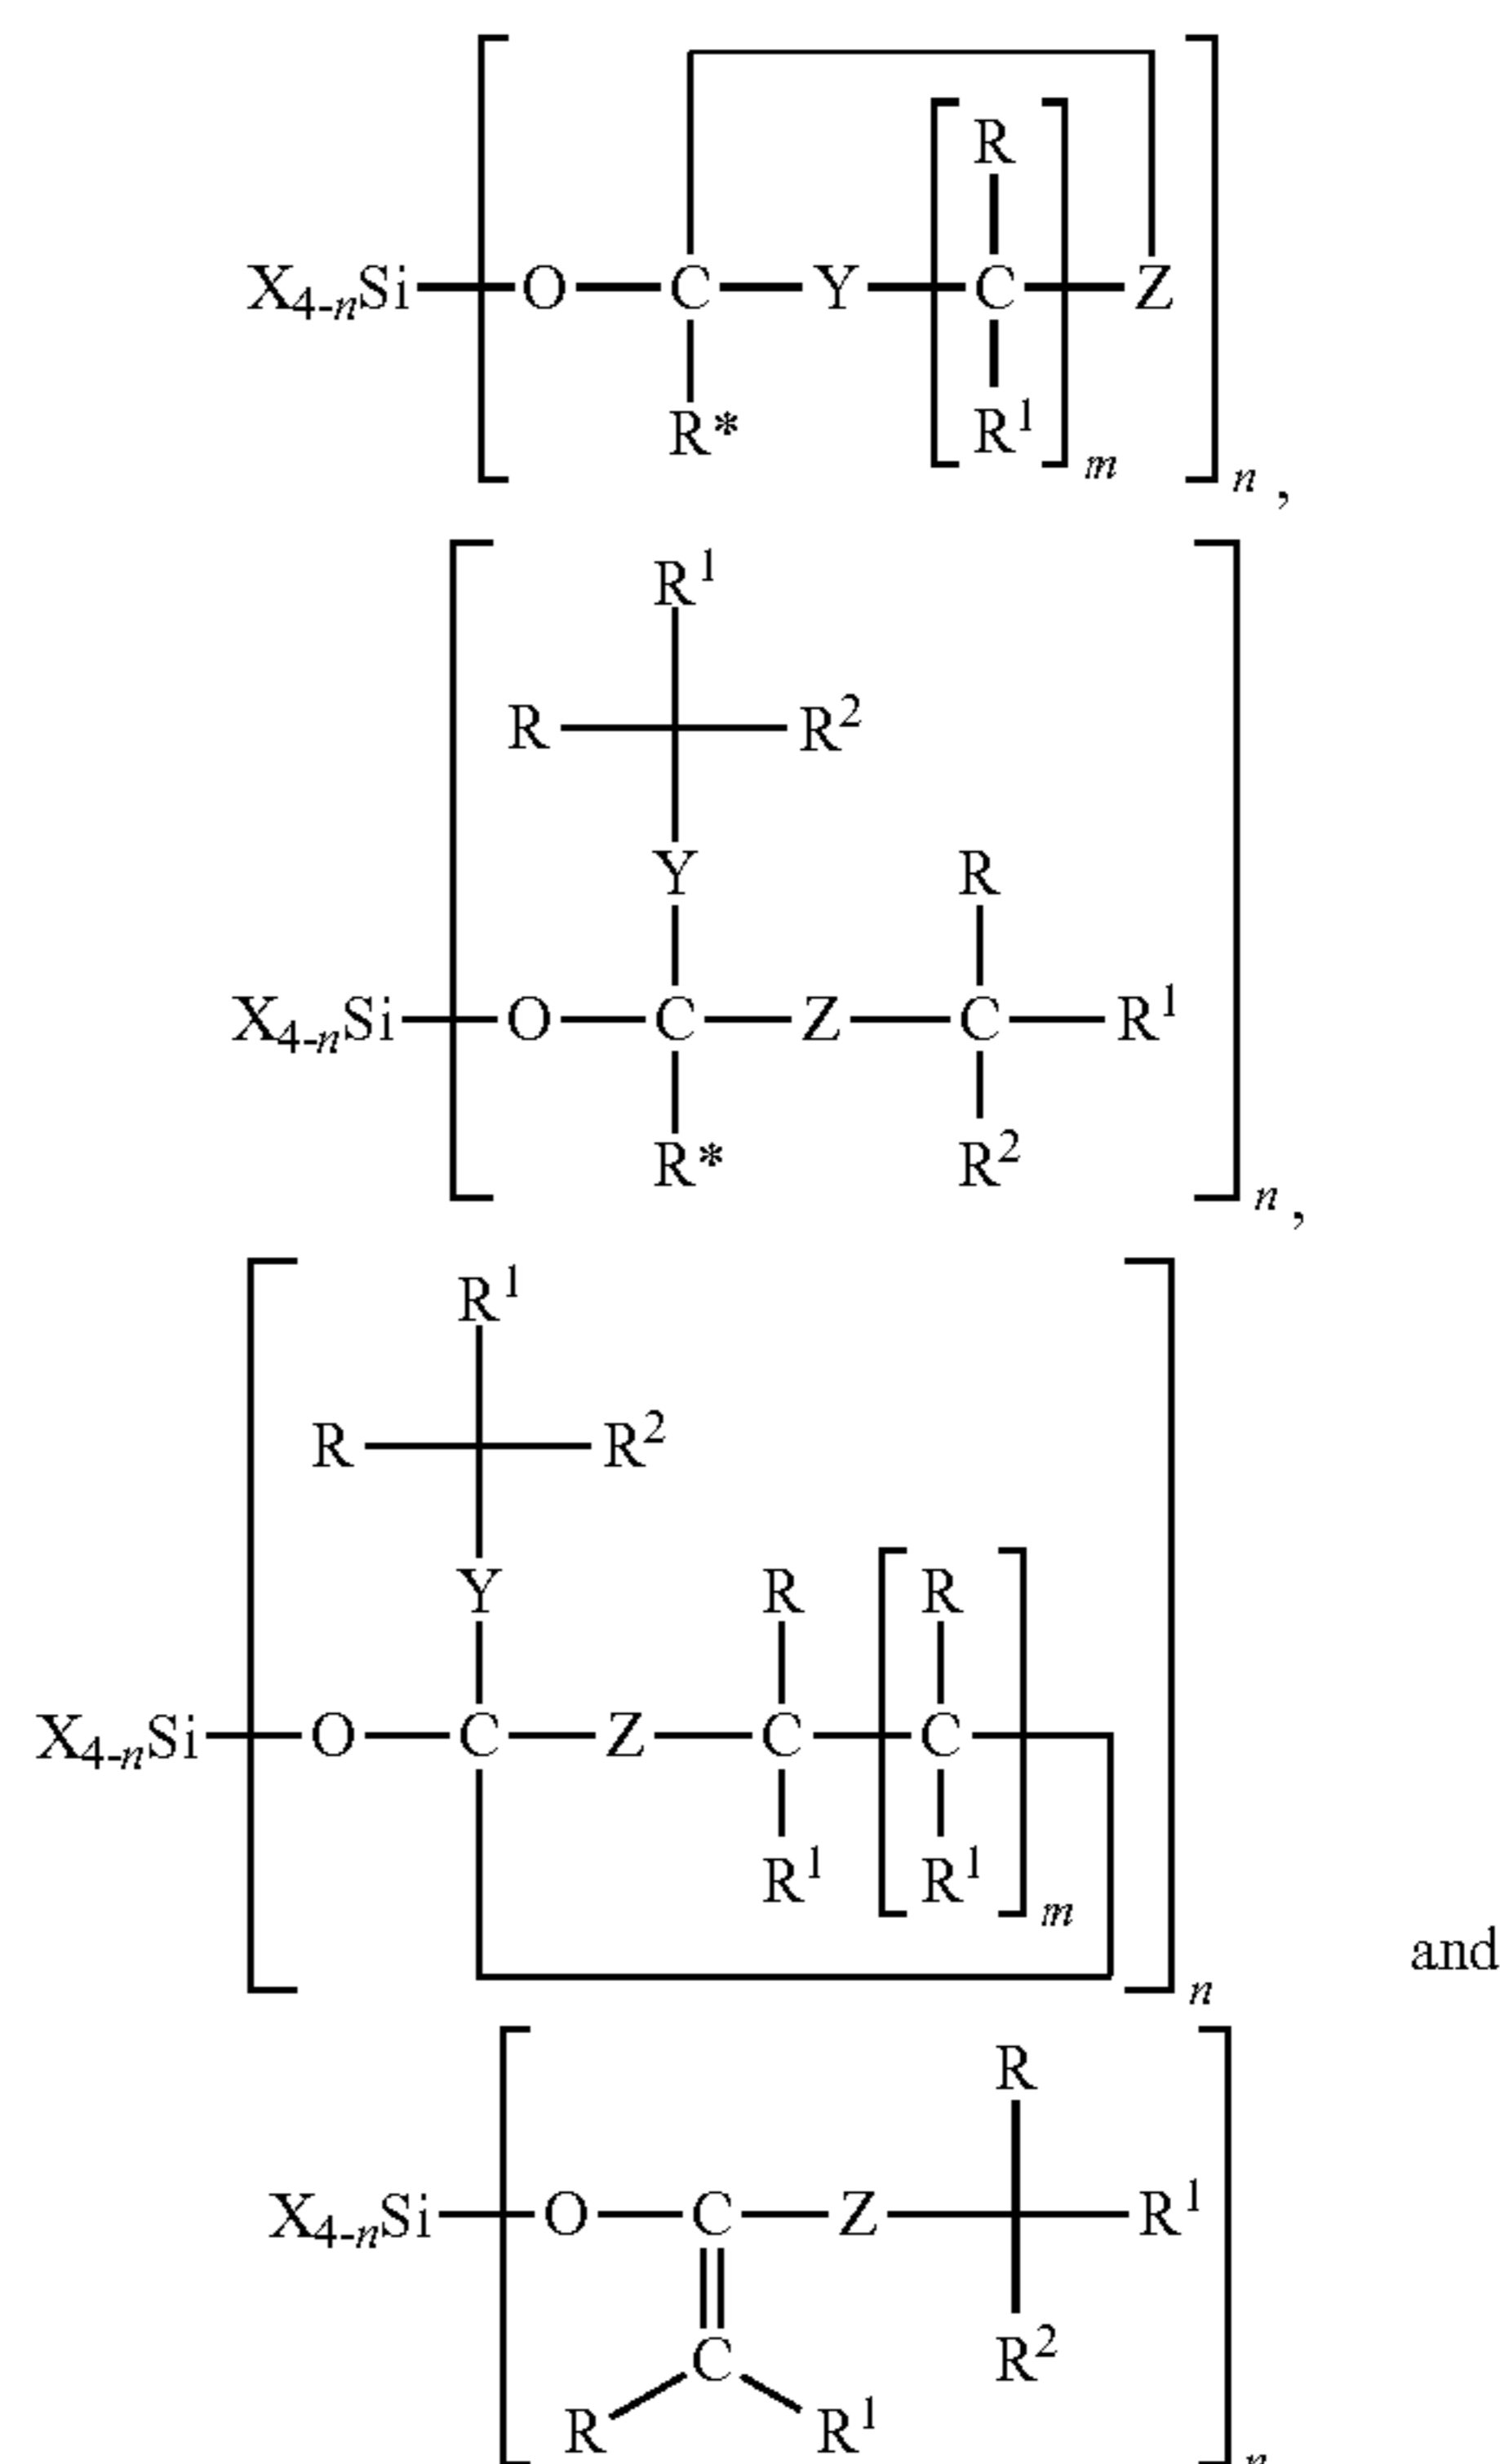 R
X4-nSi O C Y C Z
R* R1 m n ,
R1
R R2
Y R
X4-nSi O C Z C R1
R* R2 n ,
R1
R R2
Y R R
X4-nSi O C Z C C
R1 R1 m
and
n
R
X4-nSi O C Z R1
C R2
R R1 n